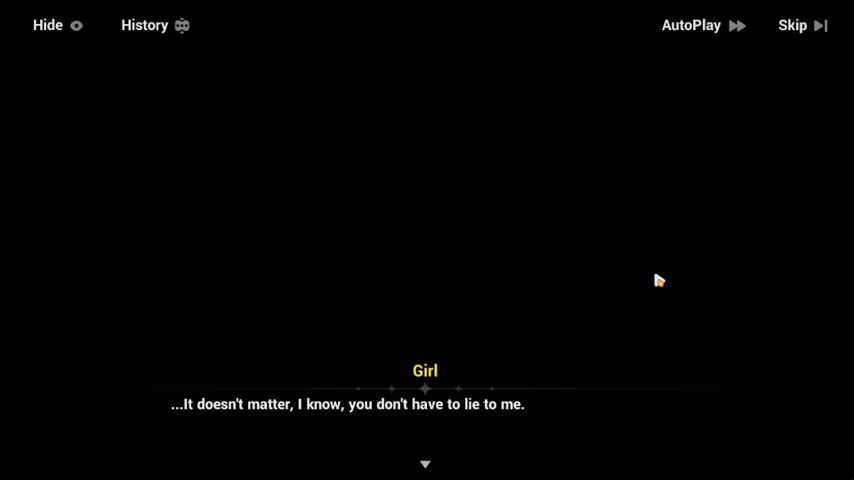 Hide
History
AutoPlay
Skip
Girl
...It doesn't matter, I know, you don't have to lie to me.